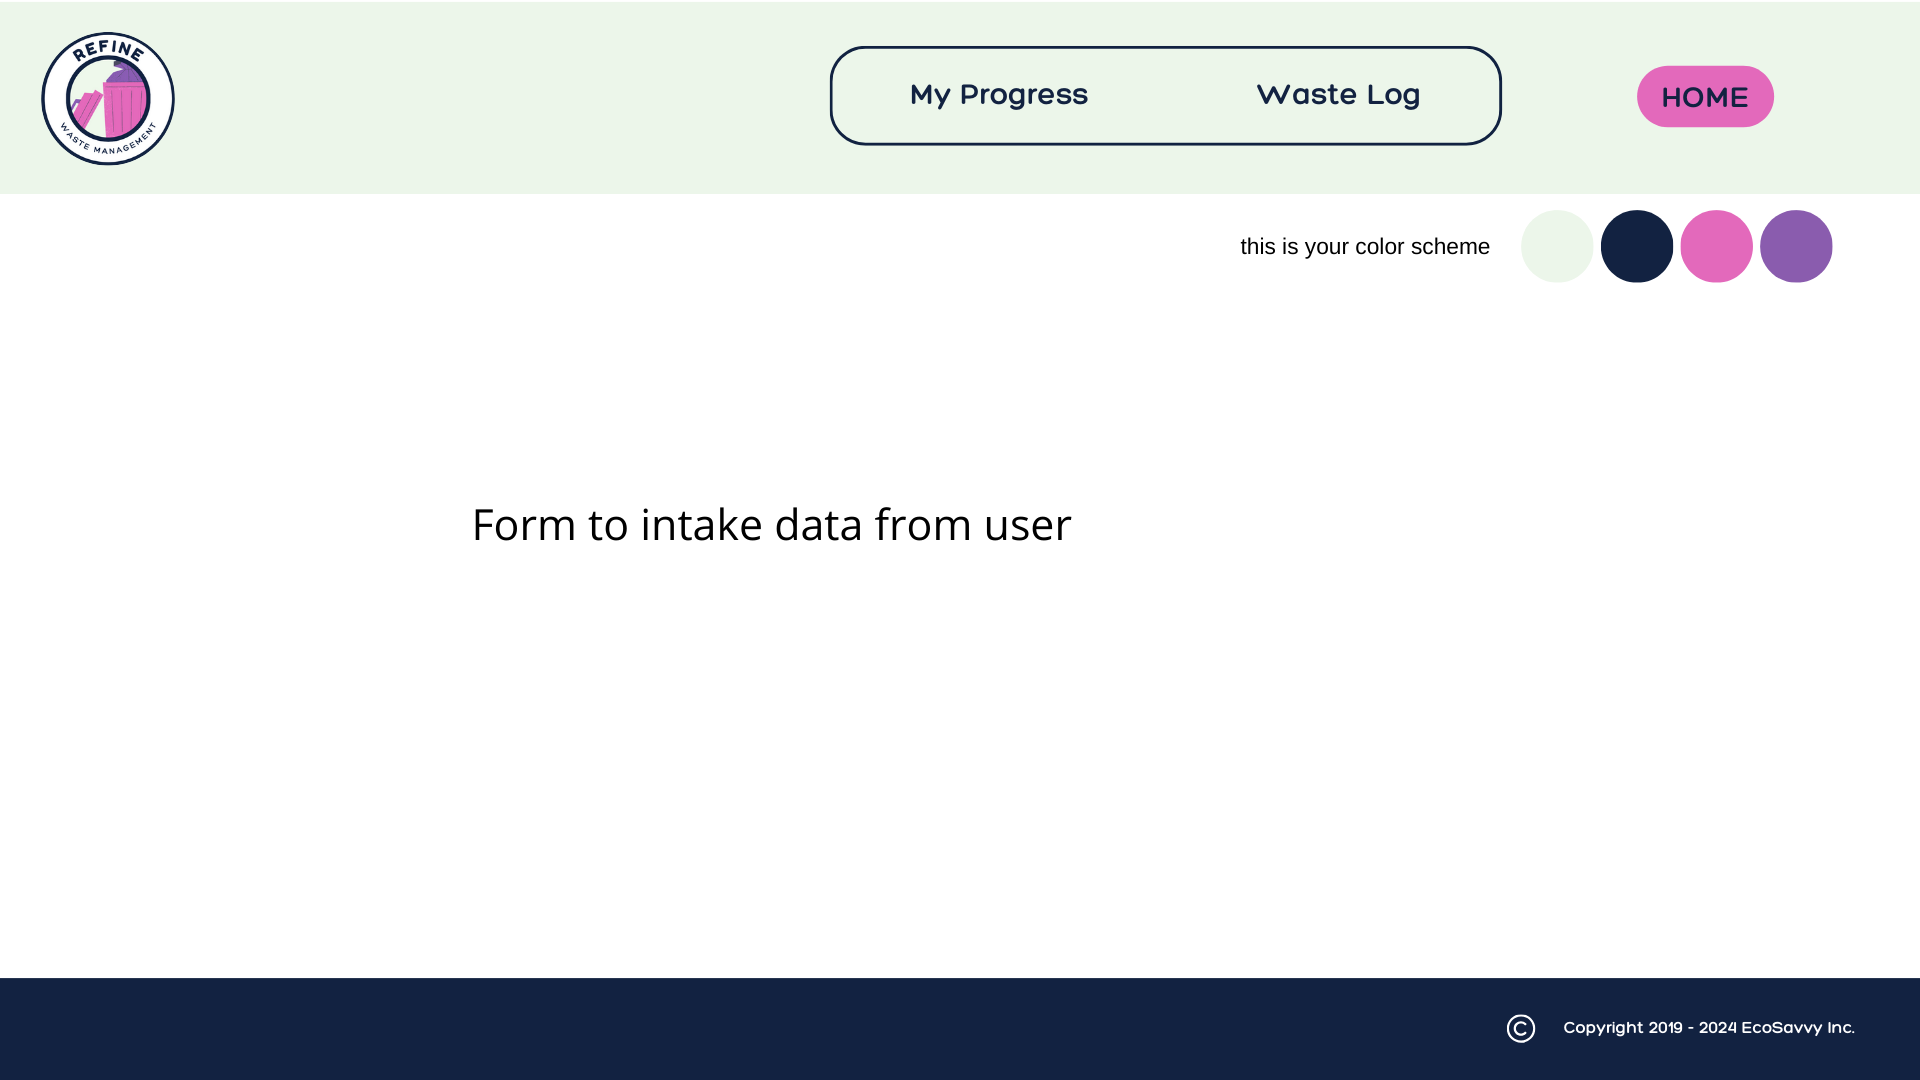 REFINE
WASTE MANAGEMENT
My Progress
Waste Log
HOME
this is your color scheme
Form to intake data from user
© Copyright 2019 - 2024 EcoSavvy Inc.